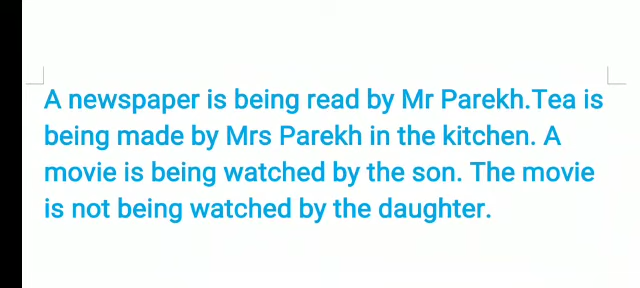 A newspaper is being read by Mr Parekh.Tea is
being made by Mrs Parekh in the kitchen. A
movie is being watched by the son. The movie
is not being watched by the daughter.